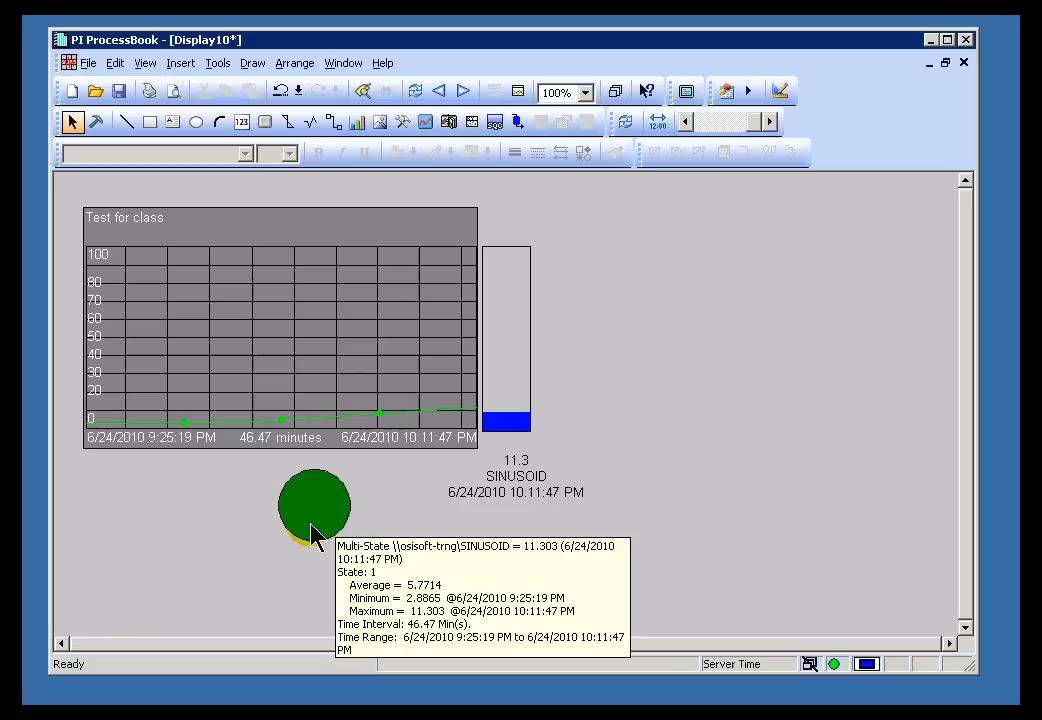 PI ProcessBook - [Display10*]
File Edit View Insert Tools Draw Arrange Window Help
100%
123
12:00
SQC
B I U
Test for class
100
80
70
60
50
40
30
20
0
6/24/2010 9:25:19 PM 46.47 minutes 6/24/2010 10:11:47 PM
11.3
SINUSOID
6/24/2010 10:11:47 PM
Multi-State \\osisoft-trng\SINUSOID = 11.303 (6/24/2010
10:11:47 PM)
State: 1
Average = 5.7714
Minimum = 2.8865 @6/24/2010 9:25:19 PM
Maximum = 11.303 @6/24/2010 10:11:47 PM
Time Interval: 46.47 Min(s).
Time Range: 6/24/2010 9:25:19 PM to 6/24/2010 10:11:47
PM
Ready
Server Time